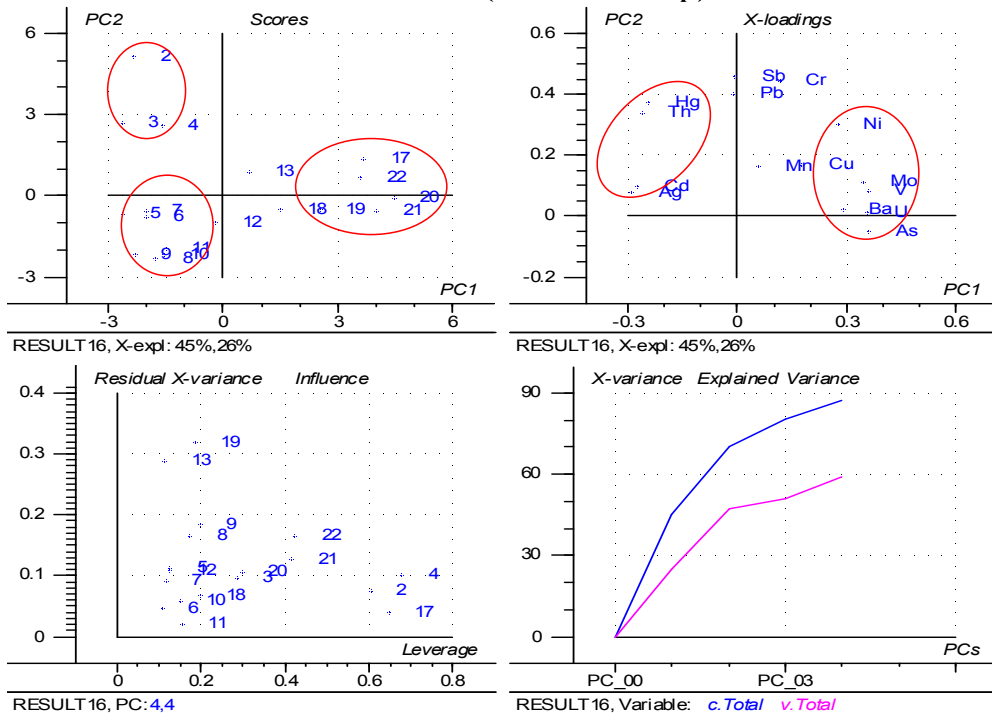 PC2 Scores
6
3
0
-3
2
3 4
13 17
22
5 7
6
12 18 19 20
21
9 8 10 11
PC1
-3 0 3 6
RESULT16, X-expl: 45%,26%
PC2 X-loadings
0.6
0.4
0.2
0
-0.2
Sb Cr
Pb
Hg
Th
Ni
Mn Cu
Cd
Ag
Mo
V
Ba U
As
PC1
-0.3 0 0.3 0.6
RESULT16, X-expl: 45%,26%
Residual X-variance Influence
0.4
0.3
0.2
0.1
0
19
13
9
8
22
21
5 12
7
20
3
4
2
18
10
6
17
11
Leverage
0 0.2 0.4 0.6 0.8
RESULT16, PC: 4,4
X-variance Explained Variance
90
60
30
0
PCs
PC_00 PC_03
RESULT16, Variable: c.Total v.Total